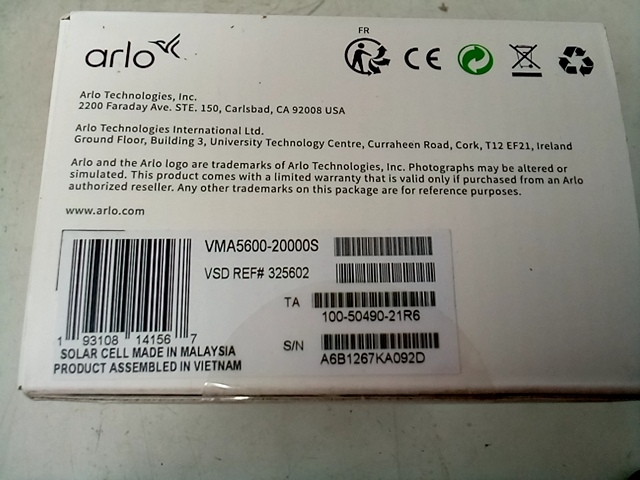 arlo
FR
CE
Arlo Technologies, Inc.
2200 Faraday Ave. STE. 150, Carlsbad, CA 92008 USA
Arlo Technologies International Ltd.
Ground Floor, Building 3, University Technology Centre, Curraheen Road, Cork, T12 EF21, Ireland
Arlo and the Arlo logo are trademarks of Arlo Technologies, Inc. Photographs may be altered or
simulated. This product comes with a limited warranty that is valid only if purchased from an Arlo
authorized reseller. Any other trademarks on this package are for reference purposes.
www.arlo.com
VMA5600-20000S
VSD REF# 325602
TA
100-50490-21R6
S/N
A6B1267KA092D
1 93108 14156 7
SOLAR CELL MADE IN MALAYSIA
PRODUCT ASSEMBLED IN VIETNAM